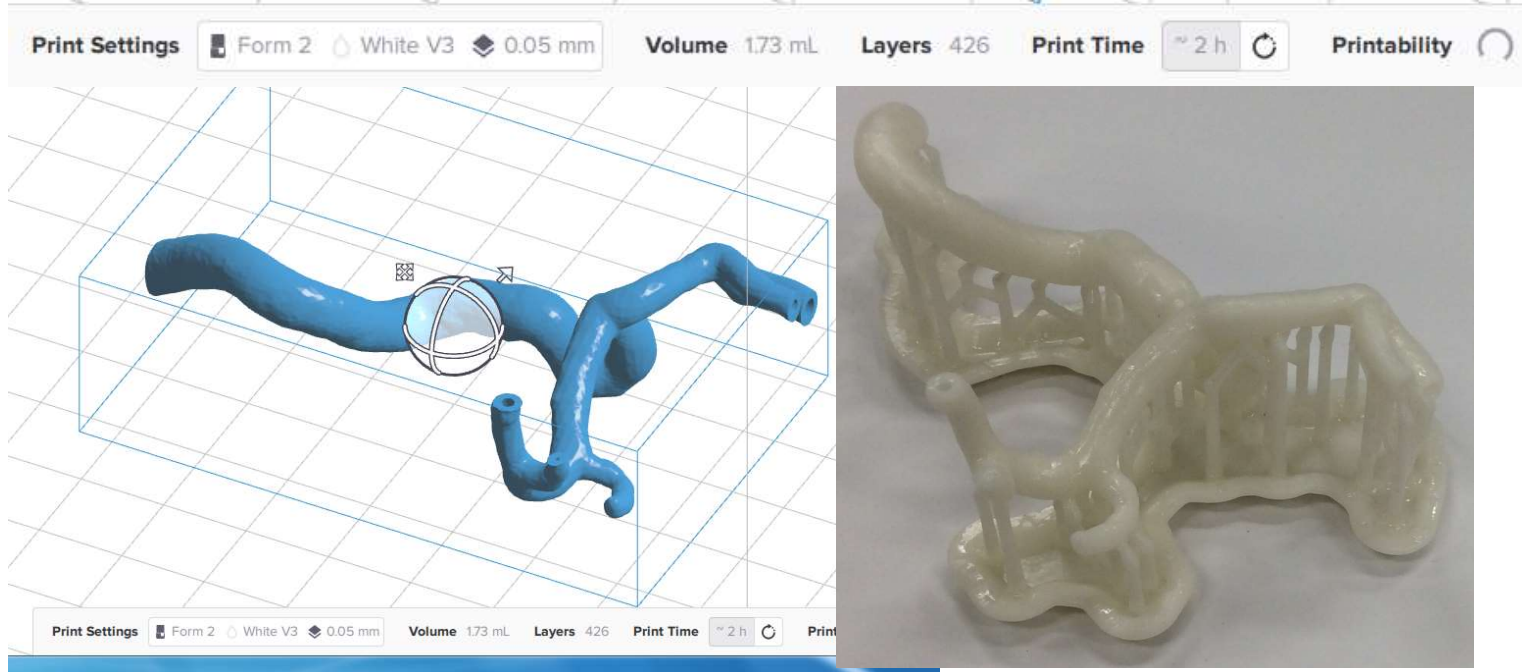 Print Settings Form 2 White V3 0.05 mm Volume 1.73 mL Layers 426 Print Time ~ 2 h Printability
Print Settings Form 2 White V3 0.05 mm Volume 1.73 mL Layers 426 Print Time ~ 2 h Print